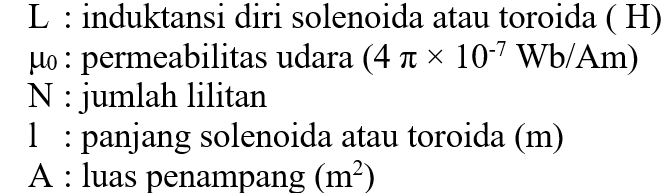 L : induktansi diri solenoida atau toroida ( H)
μ₀ : permeabilitas udara (4 π × 10⁻⁷ Wb/Am)
N : jumlah lilitan
l : panjang solenoida atau toroida (m)
A : luas penampang (m²)